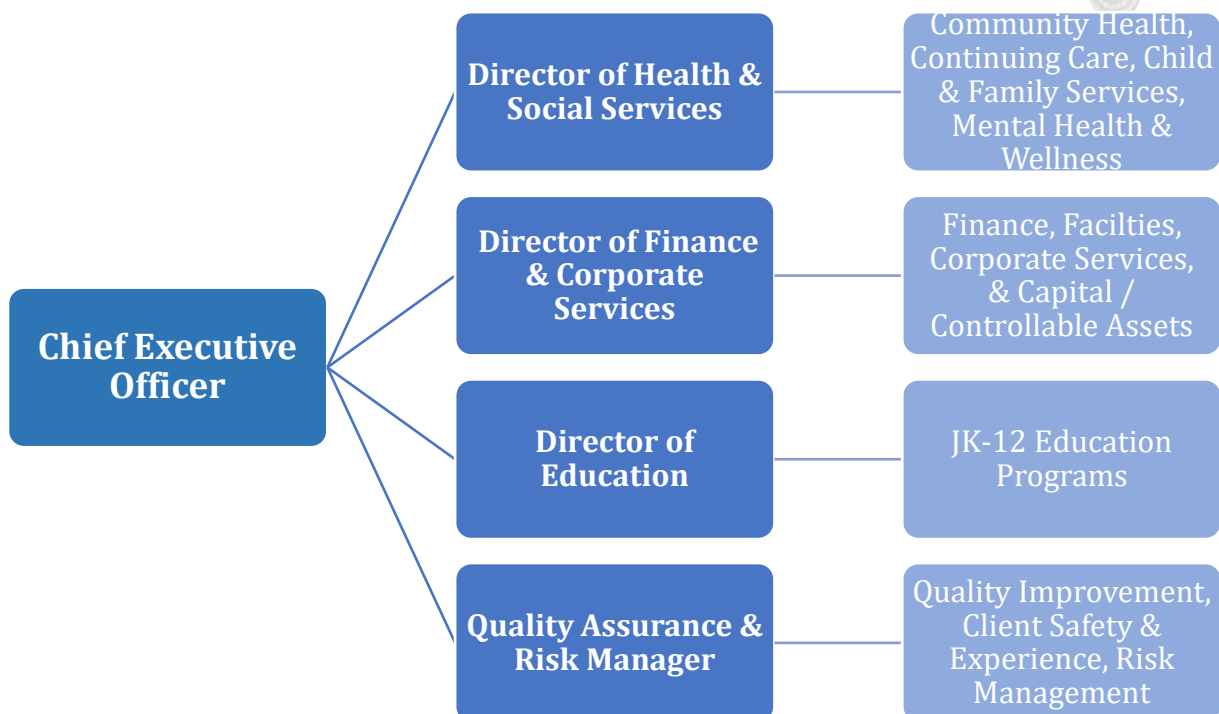 Chief Executive
Officer
Director of Health &
Social Services
Community Health,
Continuing Care, Child
& Family Services,
Mental Health &
Wellness
Director of Finance
& Corporate
Services
Finance, Facilties,
Corporate Services,
& Capital /
Controllable Assets
Director of
Education
JK-12 Education
Programs
Quality Assurance &
Risk Manager
Quality Improvement,
Client Safety &
Experience, Risk
Management